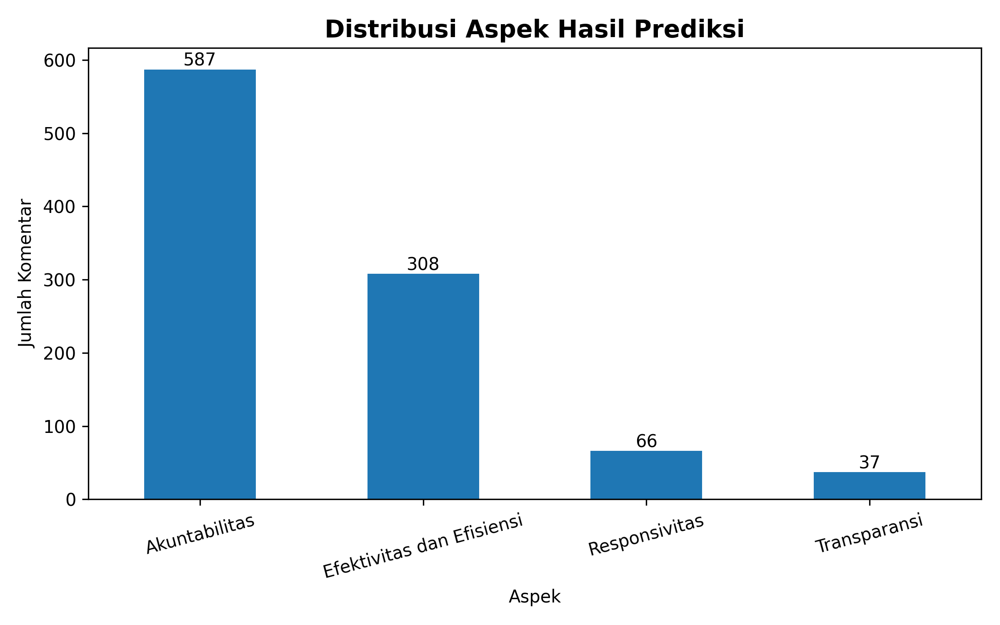 Distribusi Aspek Hasil Prediksi
Jumlah Komentar
600
500
400
300
200
100
0
587
308
66
37
Akuntabilitas
Efektivitas dan Efisiensi
Responsivitas
Transparansi
Aspek